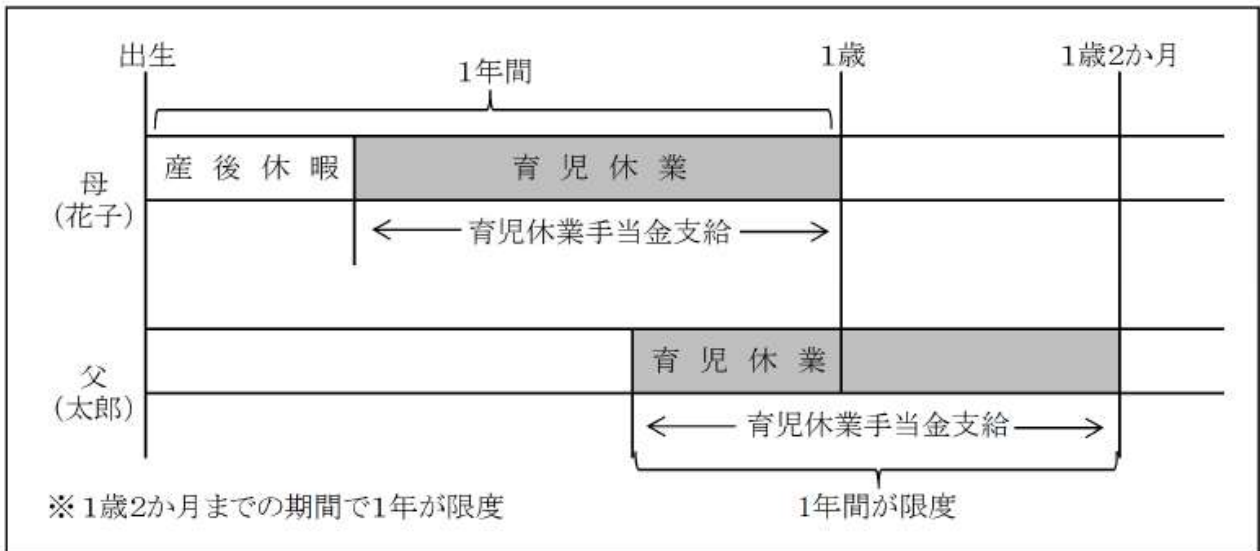 出生
1歳
1歳2か月
1年間
母
(花子)
産後休暇
育児休業
育児休業手当金支給
父
(太郎)
育児休業
育児休業手当金支給
1年間が限度
※1歳2か月までの期間で1年が限度